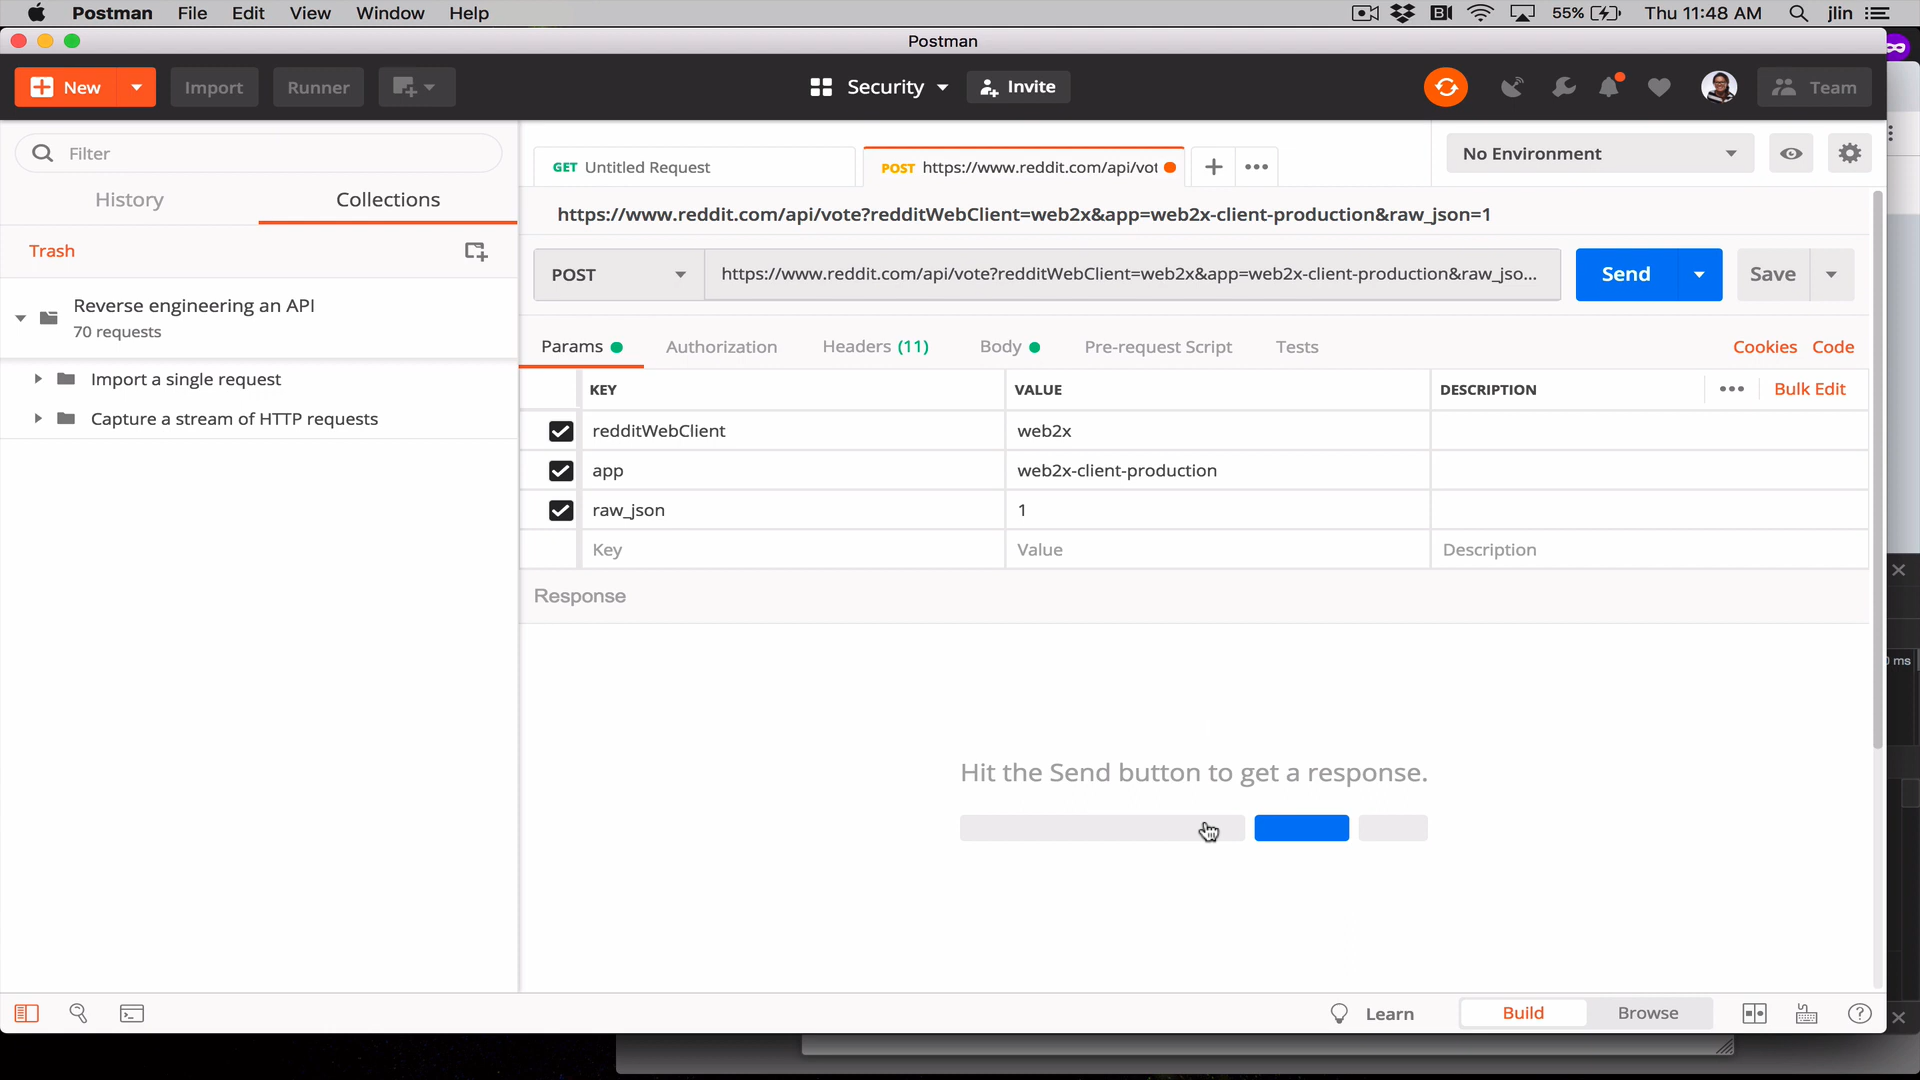 Postman File Edit View Window Help
55% Thu 11:48 AM jlin
Postman
New Import Runner Security Invite Team
Filter
History Collections
Trash
Reverse engineering an API
70 requests
Import a single request
Capture a stream of HTTP requests
GET Untitled Request
POST https://www.reddit.com/api/vot
No Environment
https://www.reddit.com/api/vote?redditWebClient=web2x&app=web2x-client-production&raw_json=1
POST https://www.reddit.com/api/vote?redditWebClient=web2x&app=web2x-client-production&raw_jso... Send Save
Params Authorization Headers (11) Body Pre-request Script Tests Cookies Code
KEY VALUE DESCRIPTION Bulk Edit
redditWebClient web2x
app web2x-client-production
raw_json 1
Key Value Description
Response
Hit the Send button to get a response.
Learn Build Browse
ms